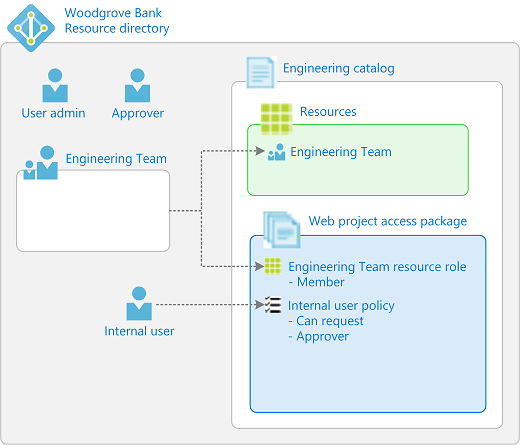 Woodgrove Bank
Resource directory
User admin
Approver
Engineering Team
Internal user
Engineering catalog
Resources
Engineering Team
Web project access package
Engineering Team resource role
- Member
Internal user policy
- Can request
- Approver